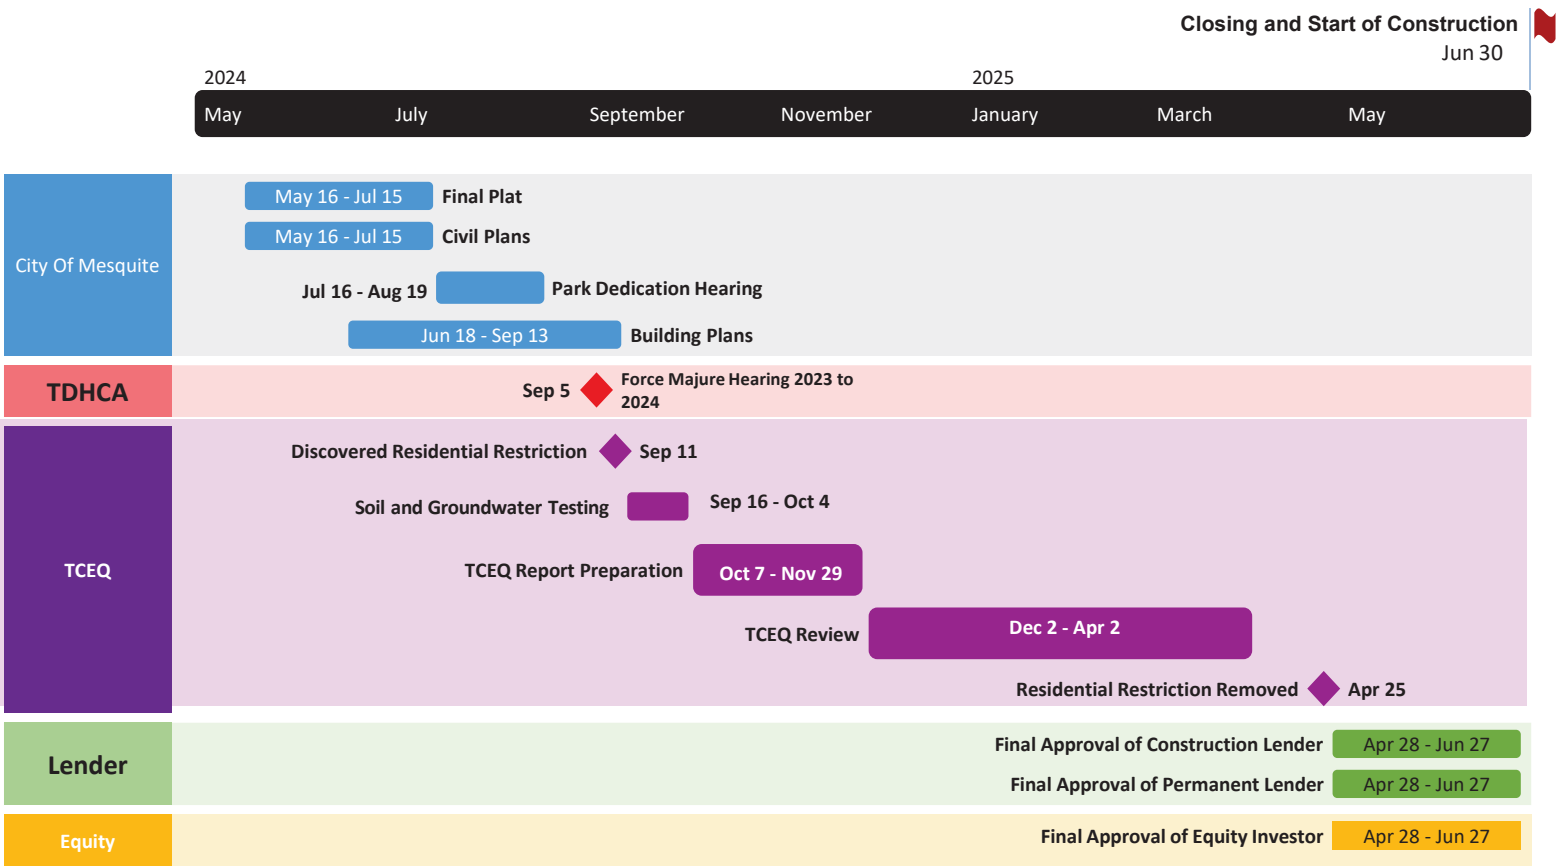 Closing and Start of Construction
Jun 30
2024 2025
May July September November January March May
City Of Mesquite
May 16 - Jul 15 Final Plat
May 16 - Jul 15 Civil Plans
Jul 16 - Aug 19 Park Dedication Hearing
Jun 18 - Sep 13 Building Plans
TDHCA
Sep 5 Force Majure Hearing 2023 to
2024
TCEQ
Discovered Residential Restriction Sep 11
Soil and Groundwater Testing Sep 16 - Oct 4
TCEQ Report Preparation Oct 7 - Nov 29
TCEQ Review Dec 2 - Apr 2
Residential Restriction Removed Apr 25
Lender
Final Approval of Construction Lender Apr 28 - Jun 27
Final Approval of Permanent Lender Apr 28 - Jun 27
Equity
Final Approval of Equity Investor Apr 28 - Jun 27